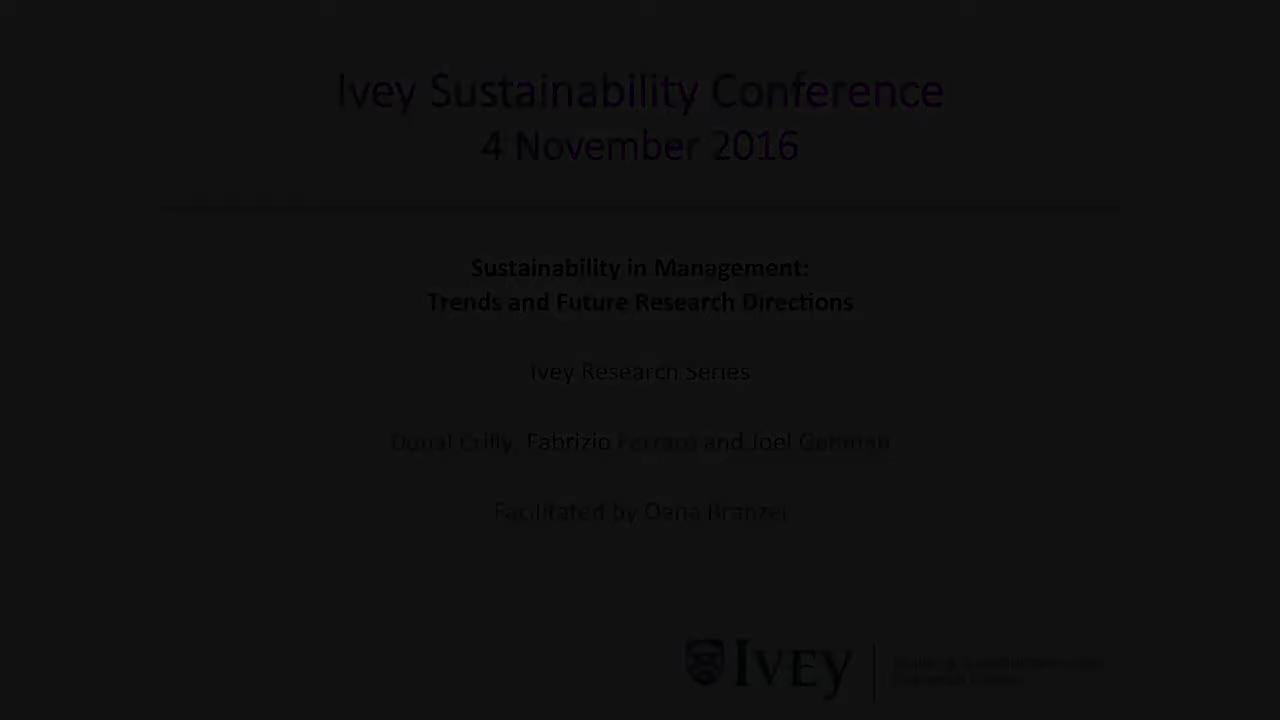 Ivey Sustainability Conference
4 November 2016
Sustainability in Management:
Trends and Future Research Directions
Ivey Research Series
Donal Crilly, Fabrizio Ferraro and Joel Gehman
Facilitated by Oana Branzei
IVEY